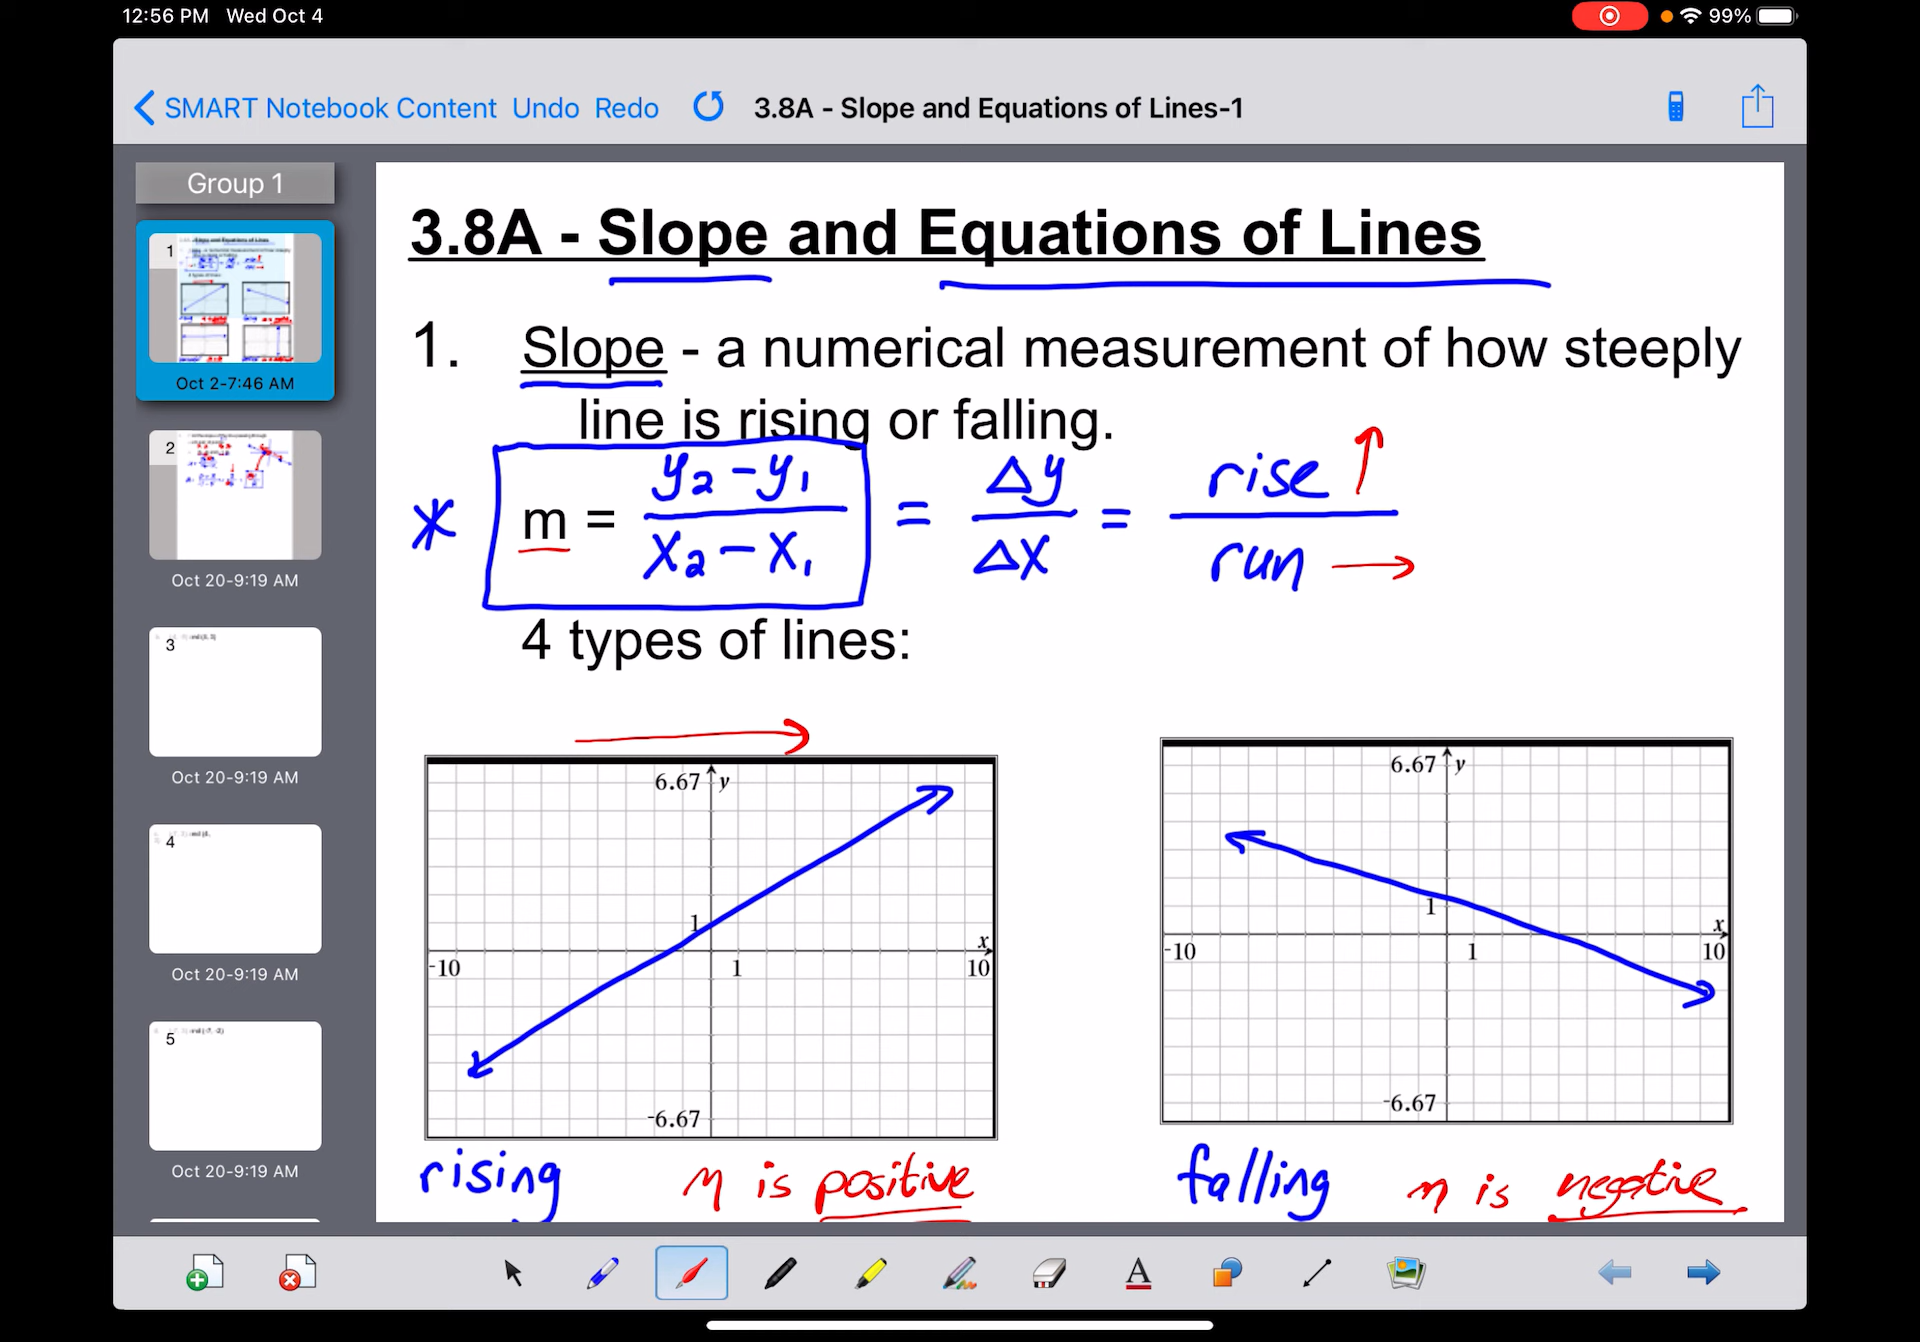 12:56 PM Wed Oct 4
99%
SMART Notebook Content Undo Redo 3.8A - Slope and Equations of Lines-1
Group 1
1
Oct 2-7:46 AM
2
Oct 20-9:19 AM
3
Oct 20-9:19 AM
4
Oct 20-9:19 AM
5
Oct 20-9:19 AM
3.8A - Slope and Equations of Lines
1. Slope - a numerical measurement of how steeply
line is rising or falling.
* m = (y₂ - y₁)/(x₂ - x₁) = Δy/Δx = rise ↑/run →
4 types of lines:
6.67 y
1
x
-10 1 10
-6.67
rising m is positive
6.67 y
1
x
-10 1 10
-6.67
falling m is negative
A